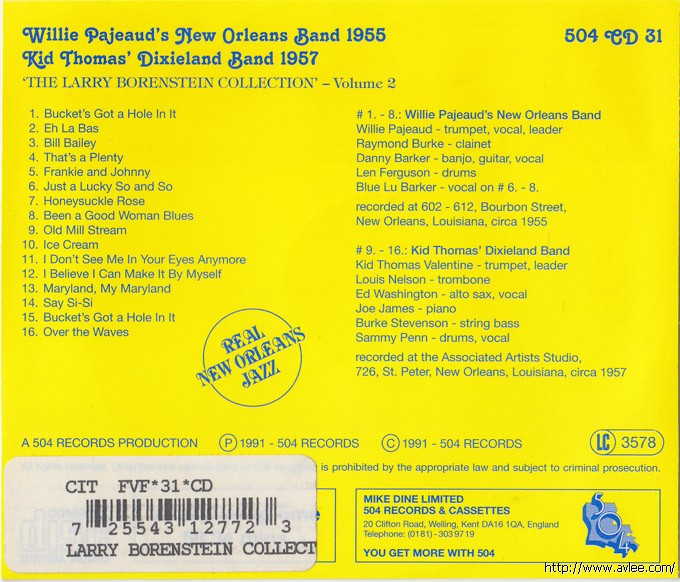 Willie Pajeaud's New Orleans Band 1955
504 CD 31
Kid Thomas' Dixieland Band 1957
'THE LARRY BORENSTEIN COLLECTION' – Volume 2
1. Bucket's Got a Hole In It
2. Eh La Bas
3. Bill Bailey
4. That's a Plenty
5. Frankie and Johnny
6. Just a Lucky So and So
7. Honeysuckle Rose
8. Been a Good Woman Blues
9. Old Mill Stream
10. Ice Cream
11. I Don't See Me In Your Eyes Anymore
12. I Believe I Can Make It By Myself
13. Maryland, My Maryland
14. Say Si-Si
15. Bucket's Got a Hole In It
16. Over the Waves
# 1. - 8.: Willie Pajeaud's New Orleans Band
Willie Pajeaud - trumpet, vocal, leader
Raymond Burke - clainet
Danny Barker - banjo, guitar, vocal
Len Ferguson - drums
Blue Lu Barker - vocal on # 6. - 8.
recorded at 602 - 612, Bourbon Street,
New Orleans, Louisiana, circa 1955
# 9. - 16.: Kid Thomas' Dixieland Band
Kid Thomas Valentine - trumpet, leader
Louis Nelson - trombone
Ed Washington - alto sax, vocal
Joe James - piano
Burke Stevenson - string bass
Sammy Penn - drums, vocal
recorded at the Associated Artists Studio,
726, St. Peter, New Orleans, Louisiana, circa 1957
REAL
NEW ORLEANS
JAZZ
A 504 RECORDS PRODUCTION
Ⓟ 1991 - 504 RECORDS
Ⓒ 1991 - 504 RECORDS
LC 3578
is prohibited by the appropriate law and subject to criminal prosecution.
CIT FVF*31*CD
7 25543 12772 3
LARRY BORENSTEIN COLLECT
MIKE DINE LIMITED
504 RECORDS & CASSETTES
20 Clifton Road, Welling, Kent DA16 1QA, England
Telephone: (0181) - 303 9719
YOU GET MORE WITH 504
504
http://www.avlee.com/